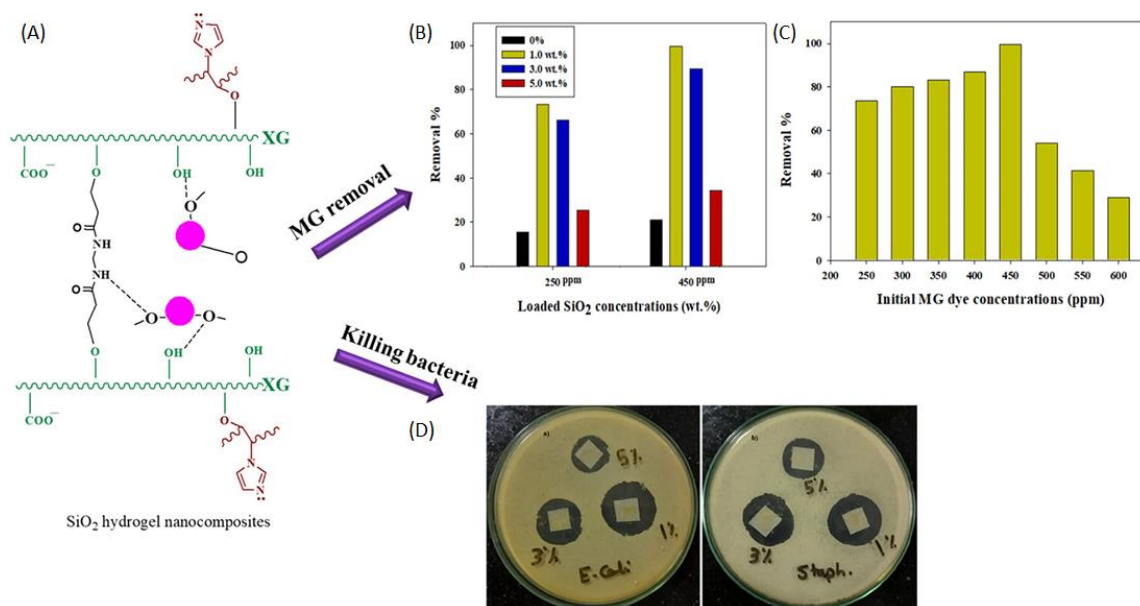 (A)
N
N
O
XG
COO−
O
OH
OH
O
O
NH
O
NH
O
O
O
O
OH
OH
XG
COO−
O
N
N
SiO2 hydrogel nanocomposites
MG removal
Killing bacteria
(B)
0%
1.0 wt.%
3.0 wt.%
5.0 wt.%
100
80
60
40
20
0
Removal %
250 ppm
450 ppm
Loaded SiO2 concentrations (wt.%)
(C)
100
80
60
40
20
0
Removal %
200 250 300 350 400 450 500 550 600
Initial MG dye concentrations (ppm)
(D)
a)
5%
3%
1%
E.Coli
b)
5%
3%
1%
Staph.